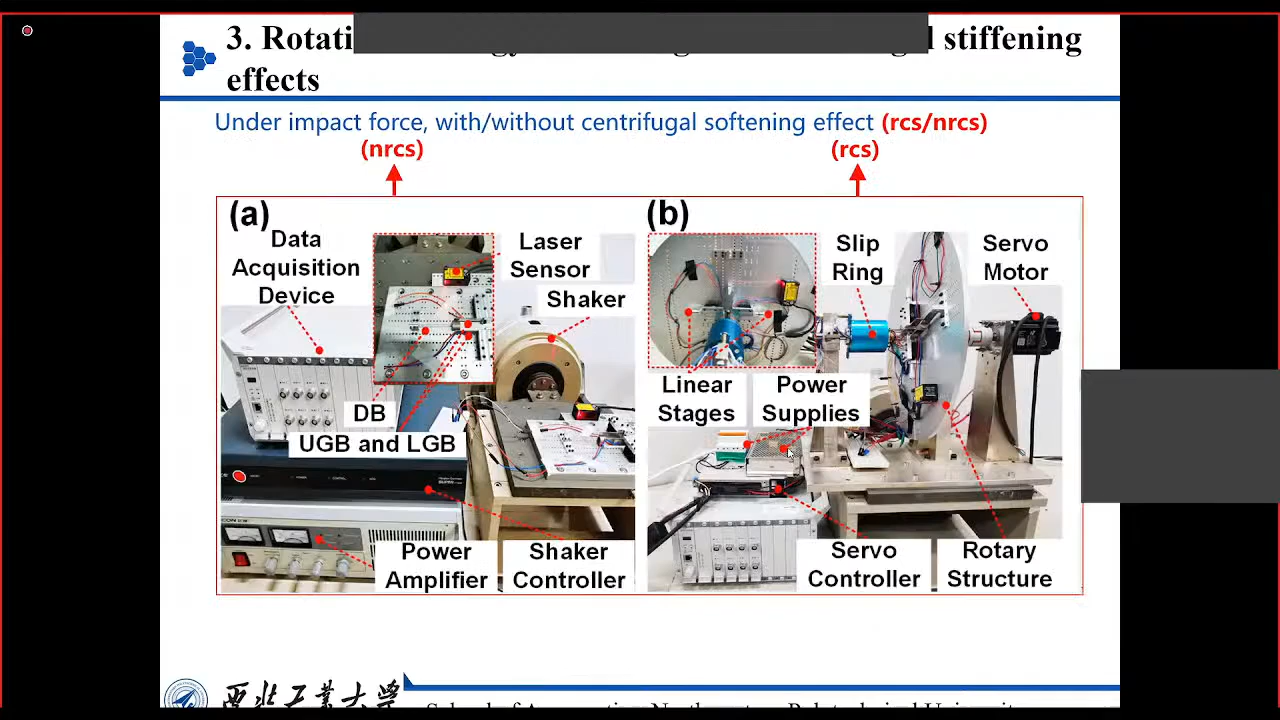 3. Rotati
stiffening
effects
Under impact force, with/without centrifugal softening effect (rcs/nrcs)
(nrcs)
(rcs)
(a)
Data
Acquisition
Device
Laser
Sensor
Shaker
DB
UGB and LGB
Power
Amplifier
Shaker
Controller
(b)
Slip
Ring
Servo
Motor
Linear
Stages
Power
Supplies
Servo
Controller
Rotary
Structure
西北工业大学